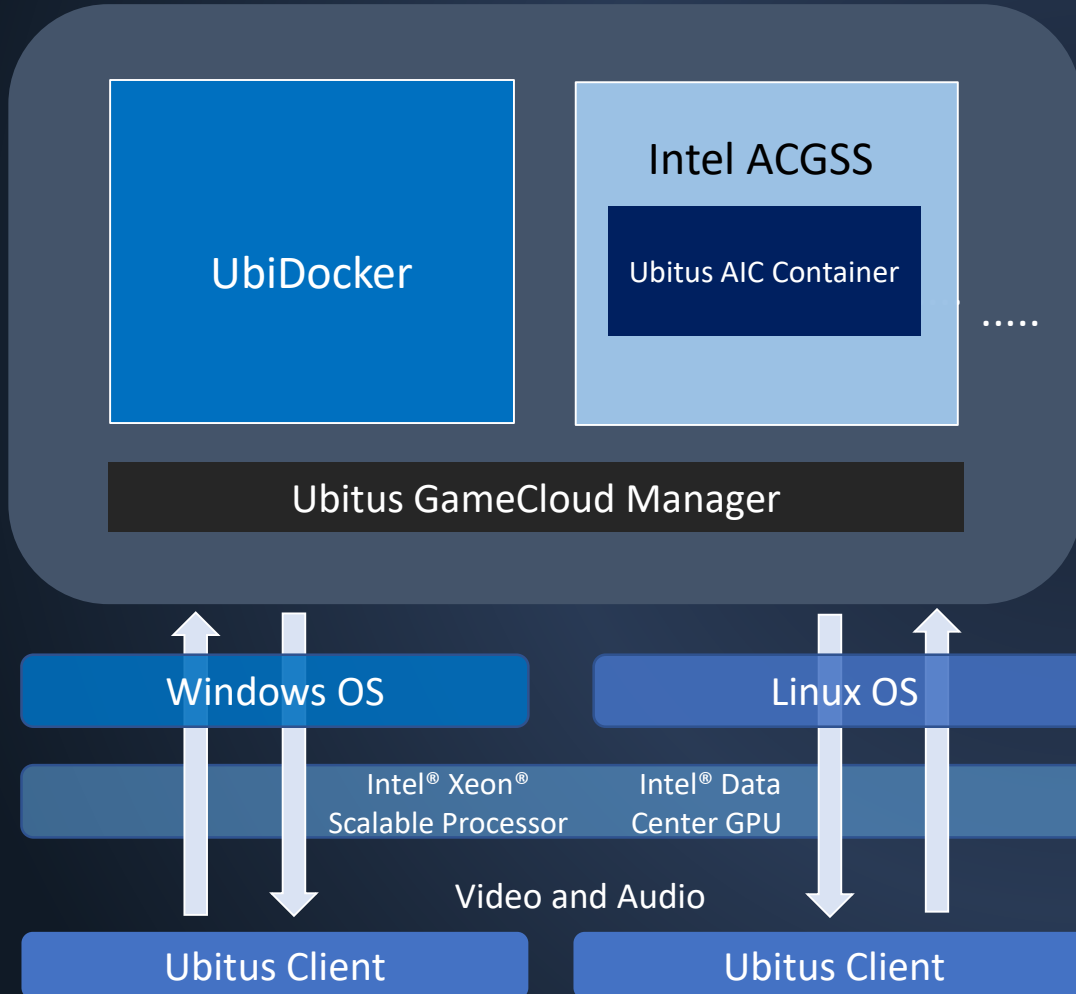 UbiDocker
Intel ACGSS
Ubitus AIC Container
.....
Ubitus GameCloud Manager
Windows OS
Linux OS
Intel® Xeon®
Scalable Processor
Intel® Data
Center GPU
Video and Audio
Ubitus Client
Ubitus Client